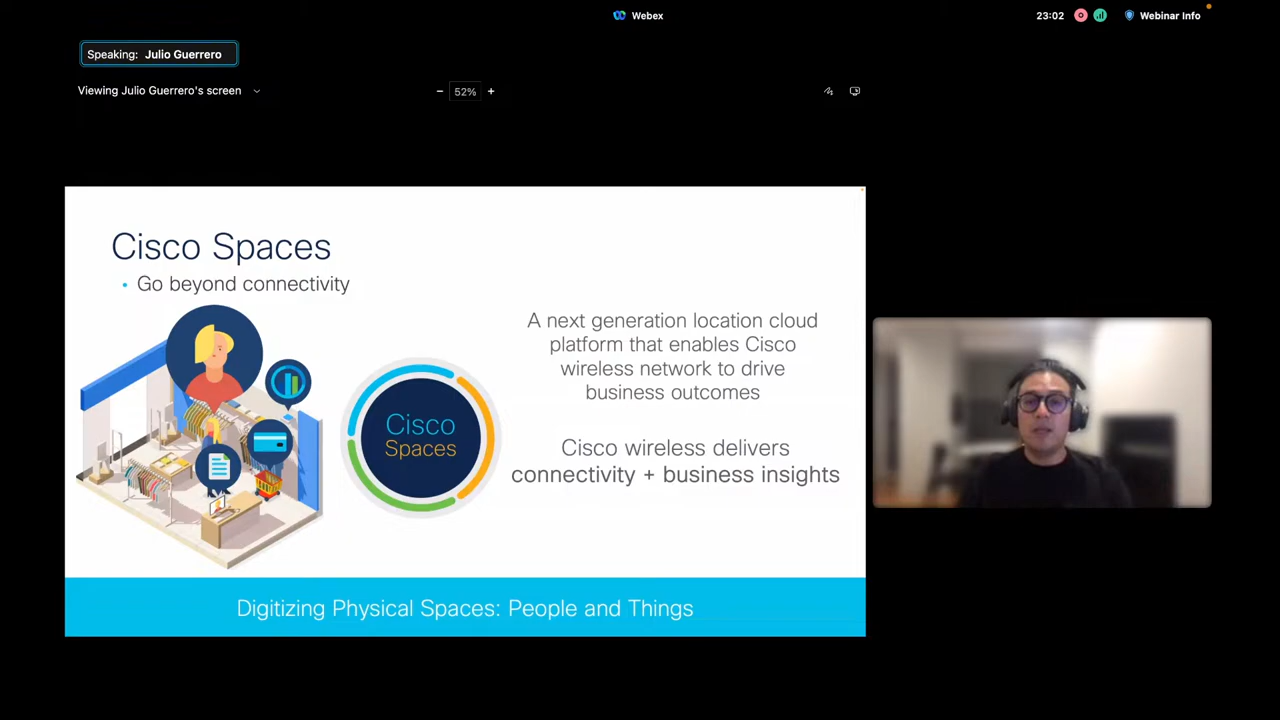 Webex
23:02
Webinar Info
Speaking: Julio Guerrero
Viewing Julio Guerrero's screen
52%
Cisco Spaces
• Go beyond connectivity
A next generation location cloud
platform that enables Cisco
wireless network to drive
business outcomes
Cisco
Spaces
Cisco wireless delivers
connectivity + business insights
Digitizing Physical Spaces: People and Things